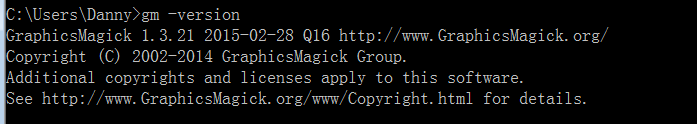 C:\Users\Danny>gm -version
GraphicsMagick 1.3.21 2015-02-28 Q16 http://www.GraphicsMagick.org/
Copyright (C) 2002-2014 GraphicsMagick Group.
Additional copyrights and licenses apply to this software.
See http://www.GraphicsMagick.org/www/Copyright.html for details.